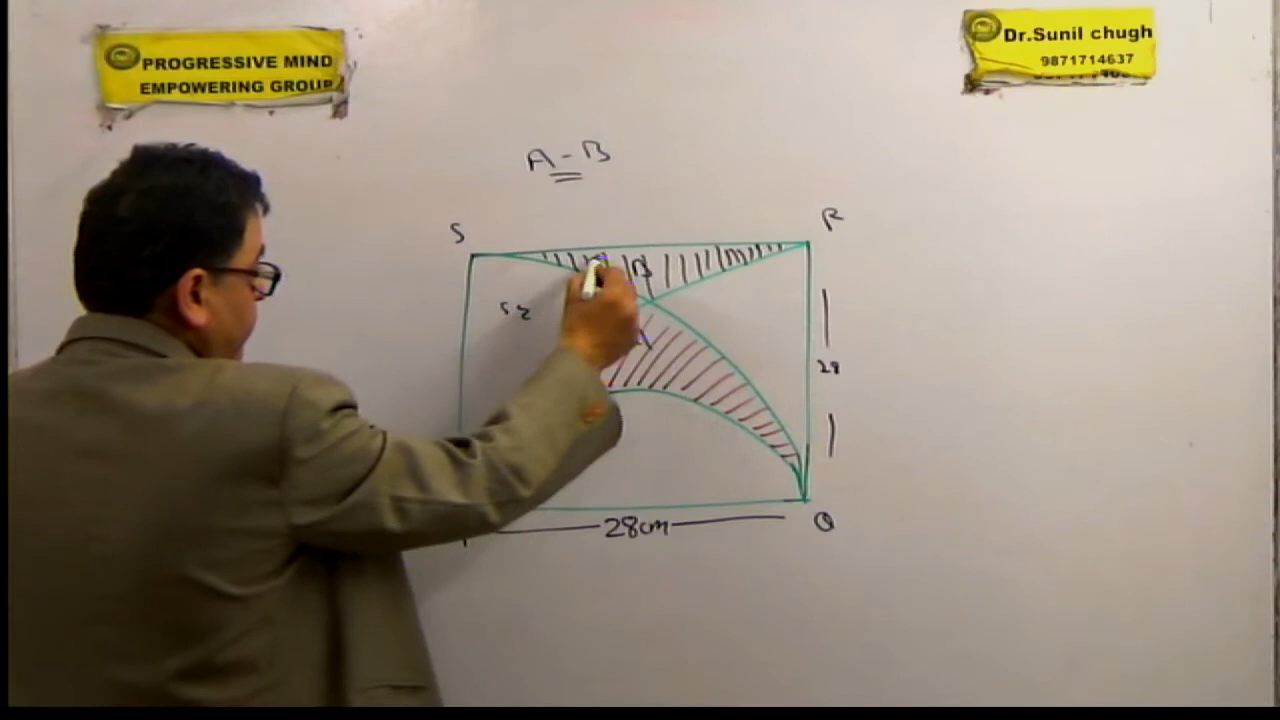 PROGRESSIVE MIND
EMPOWERING GROUP
Dr.Sunil chugh
9871714637
A - B
S
R
B
28
28cm
Q